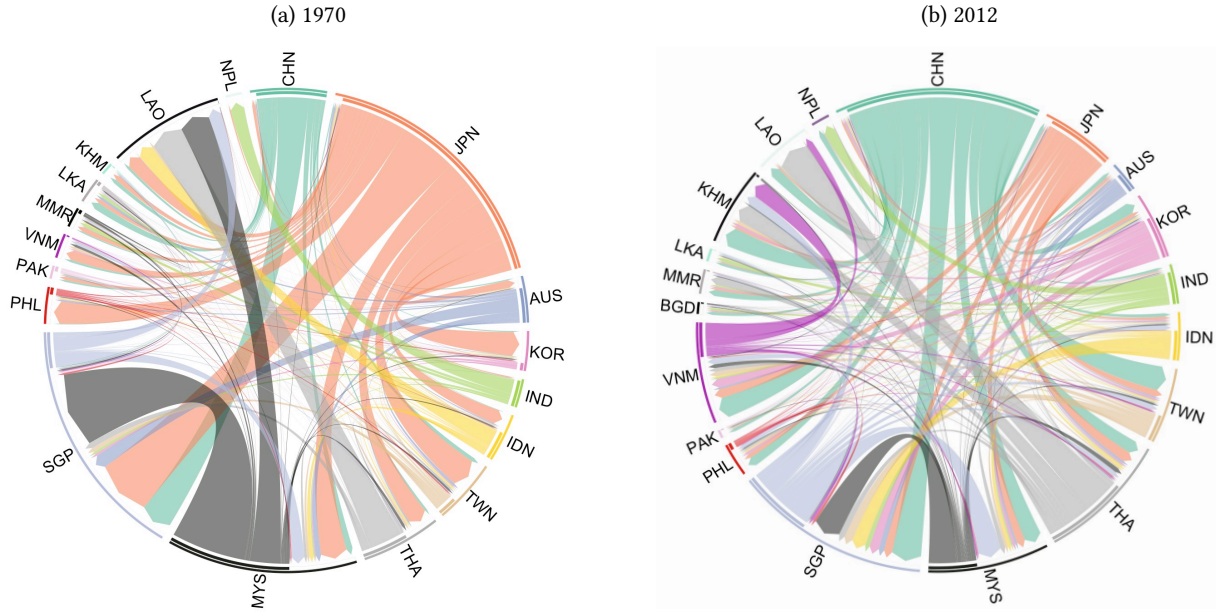 (a) 1970
(b) 2012
CHN
JPN
AUS
KOR
IND
IDN
TWN
THA
MYS
SGP
PHL
PAK
VNM
MMR
LKA
KHM
LAO
NPL
CHN
JPN
AUS
KOR
IND
IDN
TWN
THA
MYS
SGP
PHL
PAK
VNM
BGD
MMR
LKA
KHM
LAO
NPL